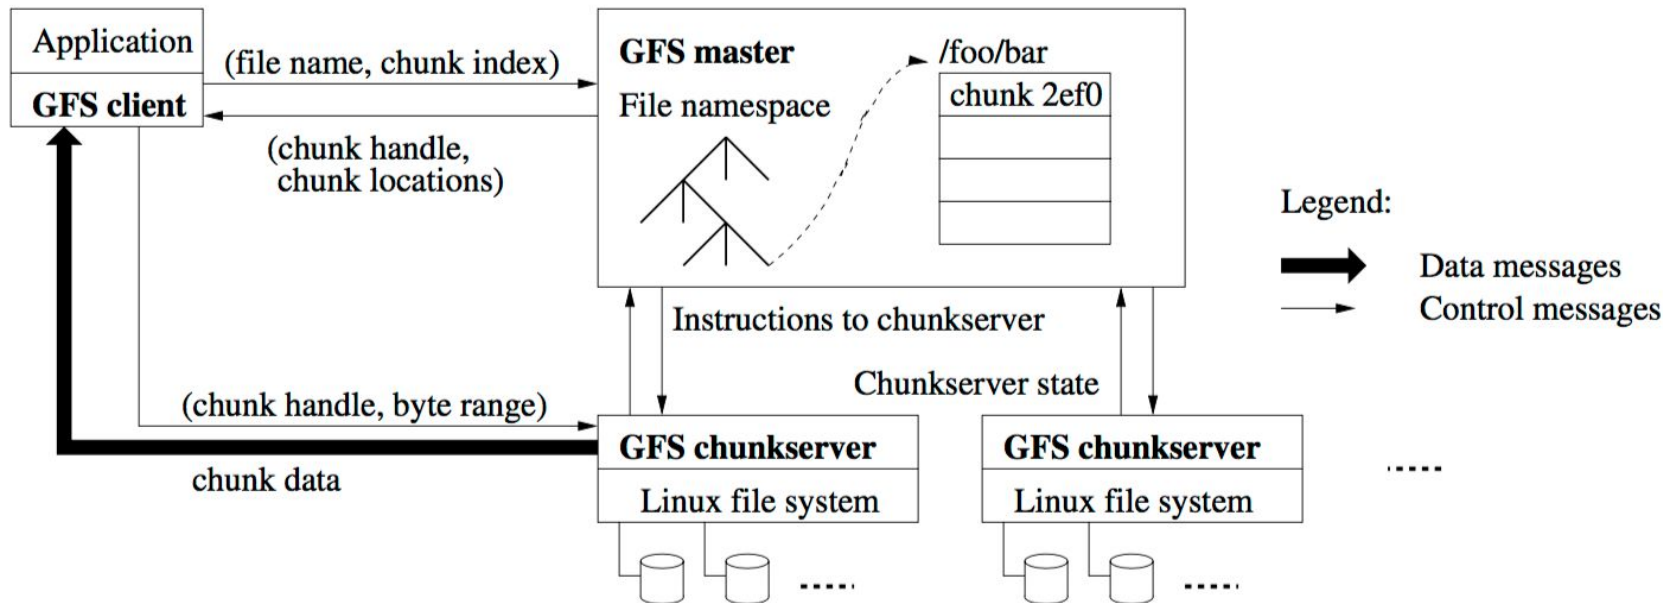 Application
GFS client
(file name, chunk index)
(chunk handle,
chunk locations)
GFS master
File namespace
/foo/bar
chunk 2ef0
Legend:
Data messages
Control messages
Instructions to chunkserver
Chunkserver state
(chunk handle, byte range)
chunk data
GFS chunkserver
Linux file system
GFS chunkserver
Linux file system